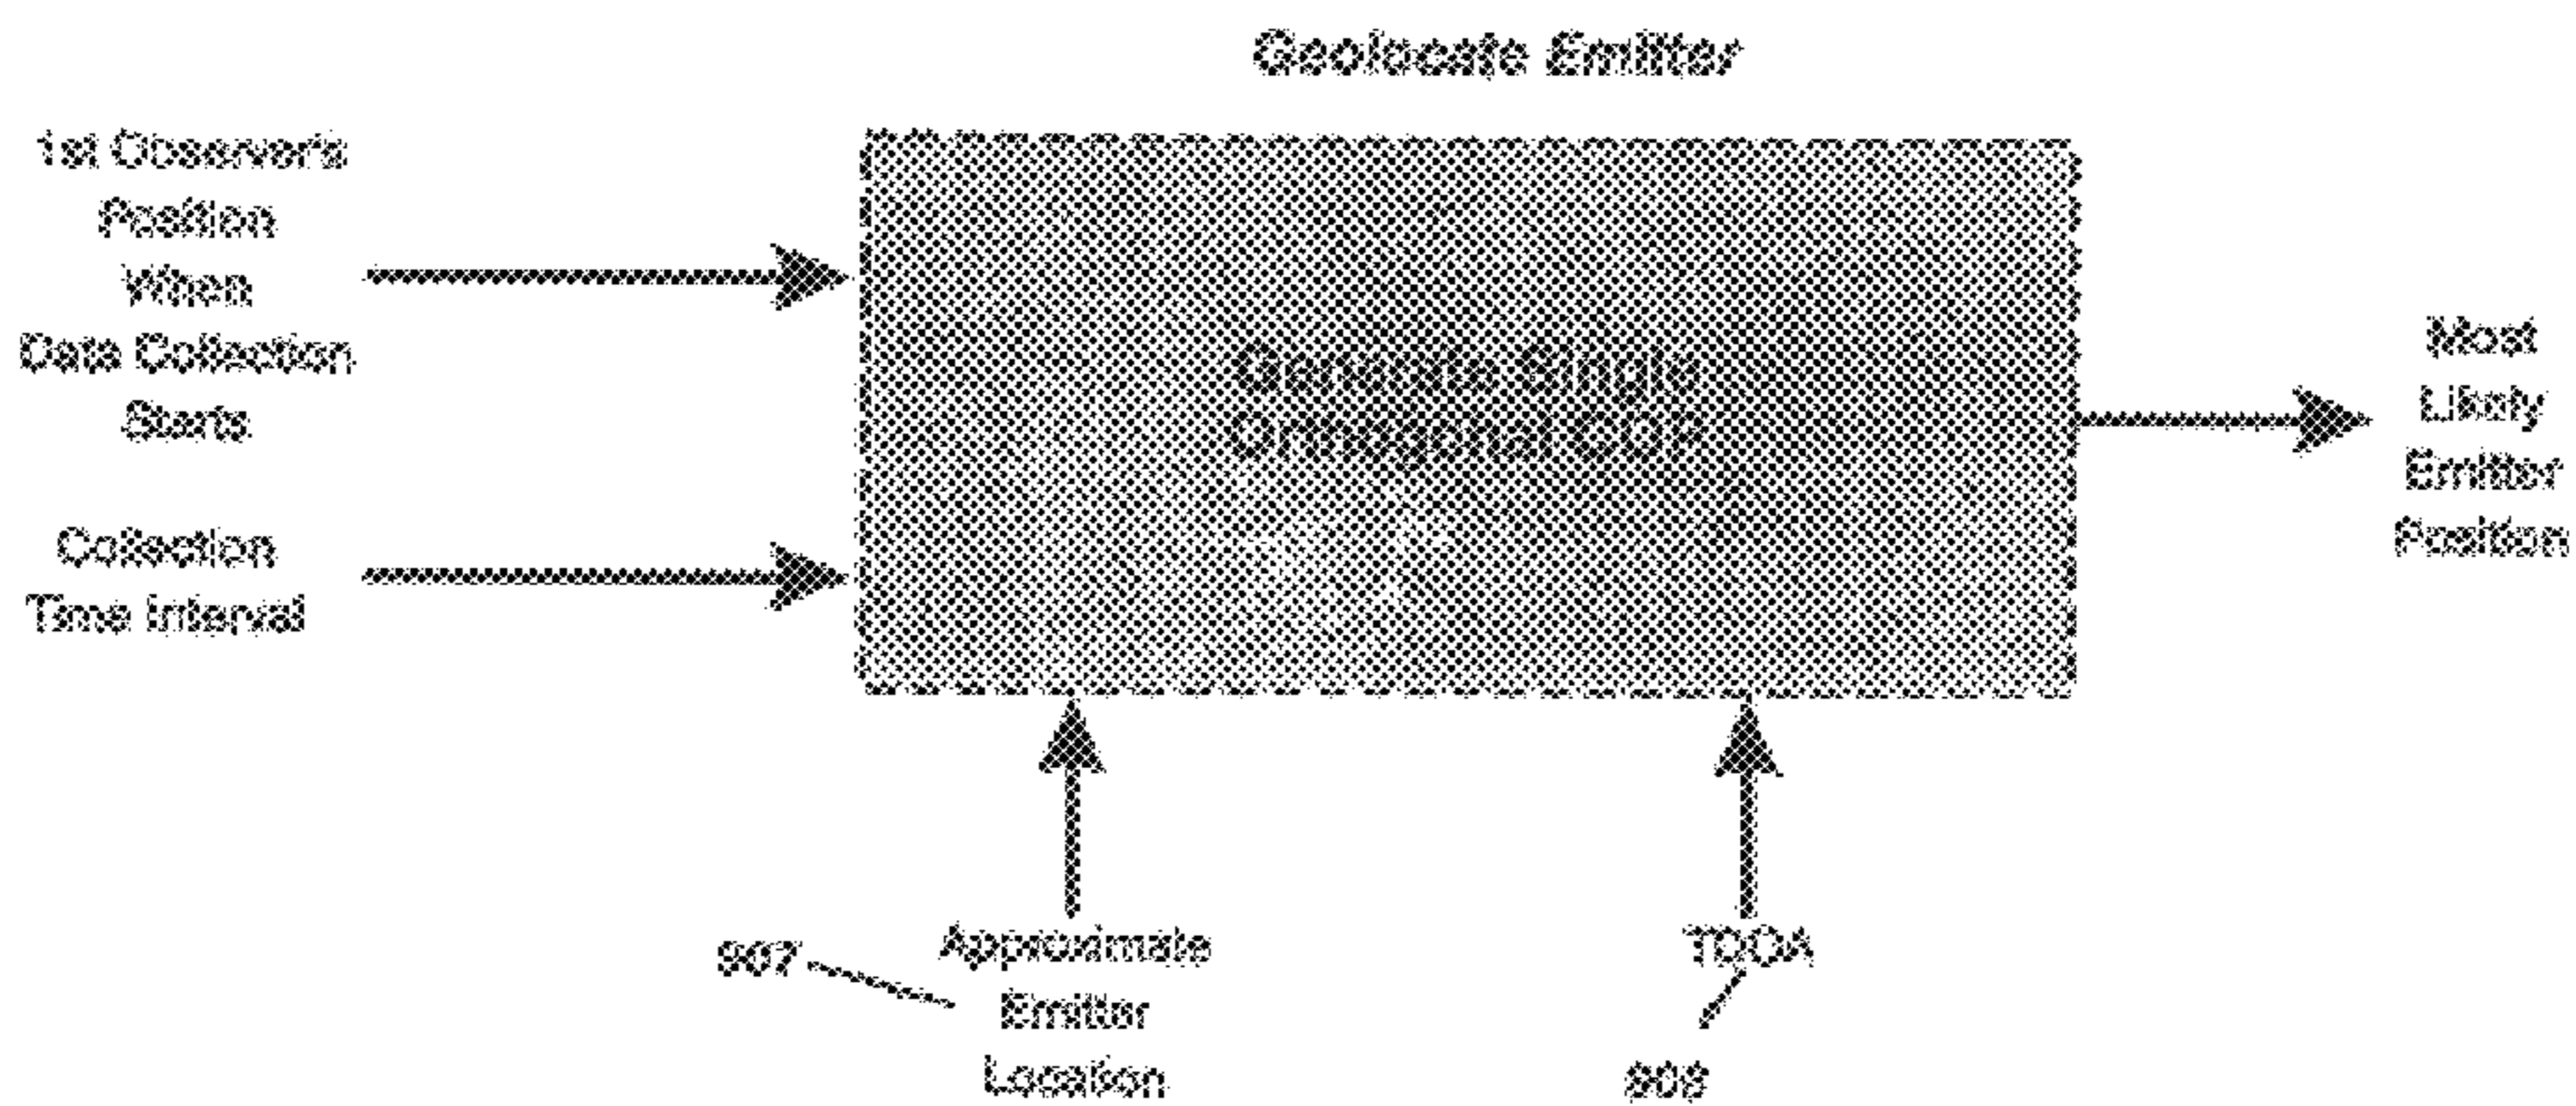 Geolocate Emitter
1st Observer's
Position
When
Data Collection
Starts
Collection
Time Interval
Generate Single
Orthogonal COP
Most
Likely
Emitter
Position
907
Approximate
Emitter
Location
TDOA